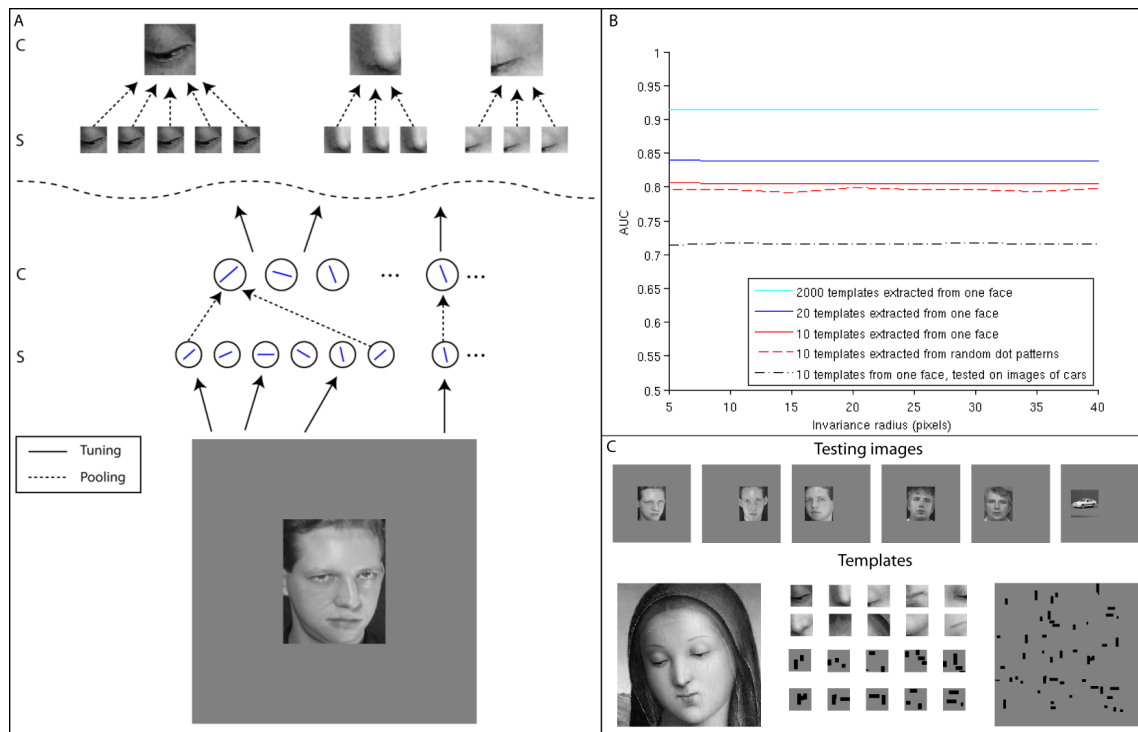 A
C
S
C
... ...
S
...
Tuning
Pooling
B
1
0.95
0.9
0.85
0.8
0.75
0.7
0.65
0.6
0.55
0.5
AUC
2000 templates extracted from one face
20 templates extracted from one face
10 templates extracted from one face
10 templates extracted from random dot patterns
10 templates from one face, tested on images of cars
5 10 15 20 25 30 35 40
Invariance radius (pixels)
C
Testing images
Templates